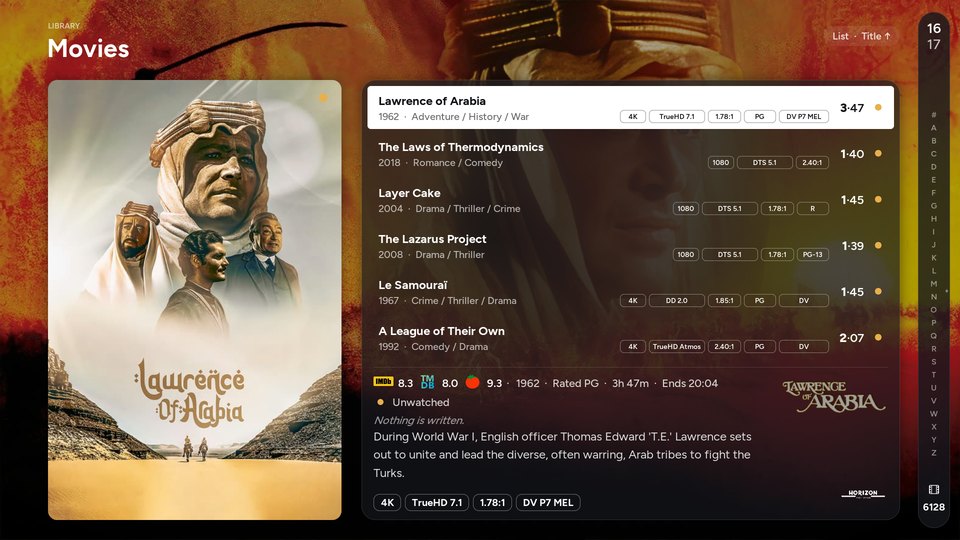 LIBRARY
Movies
List · Title ↑
16
17
Lawrence of Arabia
Lawrence of Arabia
1962 · Adventure / History / War
4K TrueHD 7.1 1.78:1 PG DV P7 MEL
3·47
The Laws of Thermodynamics
2018 · Romance / Comedy
1080 DTS 5.1 2.40:1
1·40
Layer Cake
2004 · Drama / Thriller / Crime
1080 DTS 5.1 1.78:1 R
1·45
The Lazarus Project
2008 · Drama / Thriller
1080 DTS 5.1 1.78:1 PG-13
1·39
Le Samouraï
1967 · Crime / Thriller / Drama
4K DD 2.0 1.85:1 PG DV
1·45
A League of Their Own
1992 · Comedy / Drama
4K TrueHD Atmos 2.40:1 PG DV
2·07
IMDb 8.3 TMDB 8.0 9.3 · 1962 · Rated PG · 3h 47m · Ends 20:04
Unwatched
Nothing is written.
During World War I, English officer Thomas Edward 'T.E.' Lawrence sets
out to unite and lead the diverse, often warring, Arab tribes to fight the
Turks.
4K TrueHD 7.1 1.78:1 DV P7 MEL
LAWRENCE
OF ARABIA
HORIZON
#
A
B
C
D
E
F
G
H
I
J
K
L
M
N
O
P
Q
R
S
T
U
V
W
X
Y
Z
6128